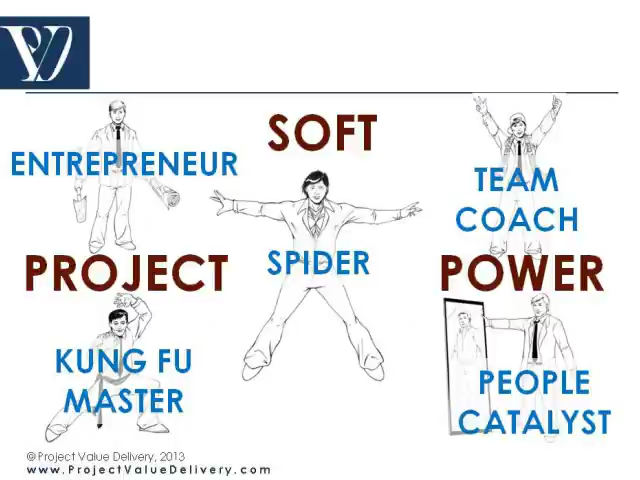 SOFT
ENTREPRENEUR
TEAM
COACH
PROJECT
SPIDER
POWER
KUNG FU
MASTER
PEOPLE
CATALYST
© Project Value Delivery, 2013
www.ProjectValueDelivery.com